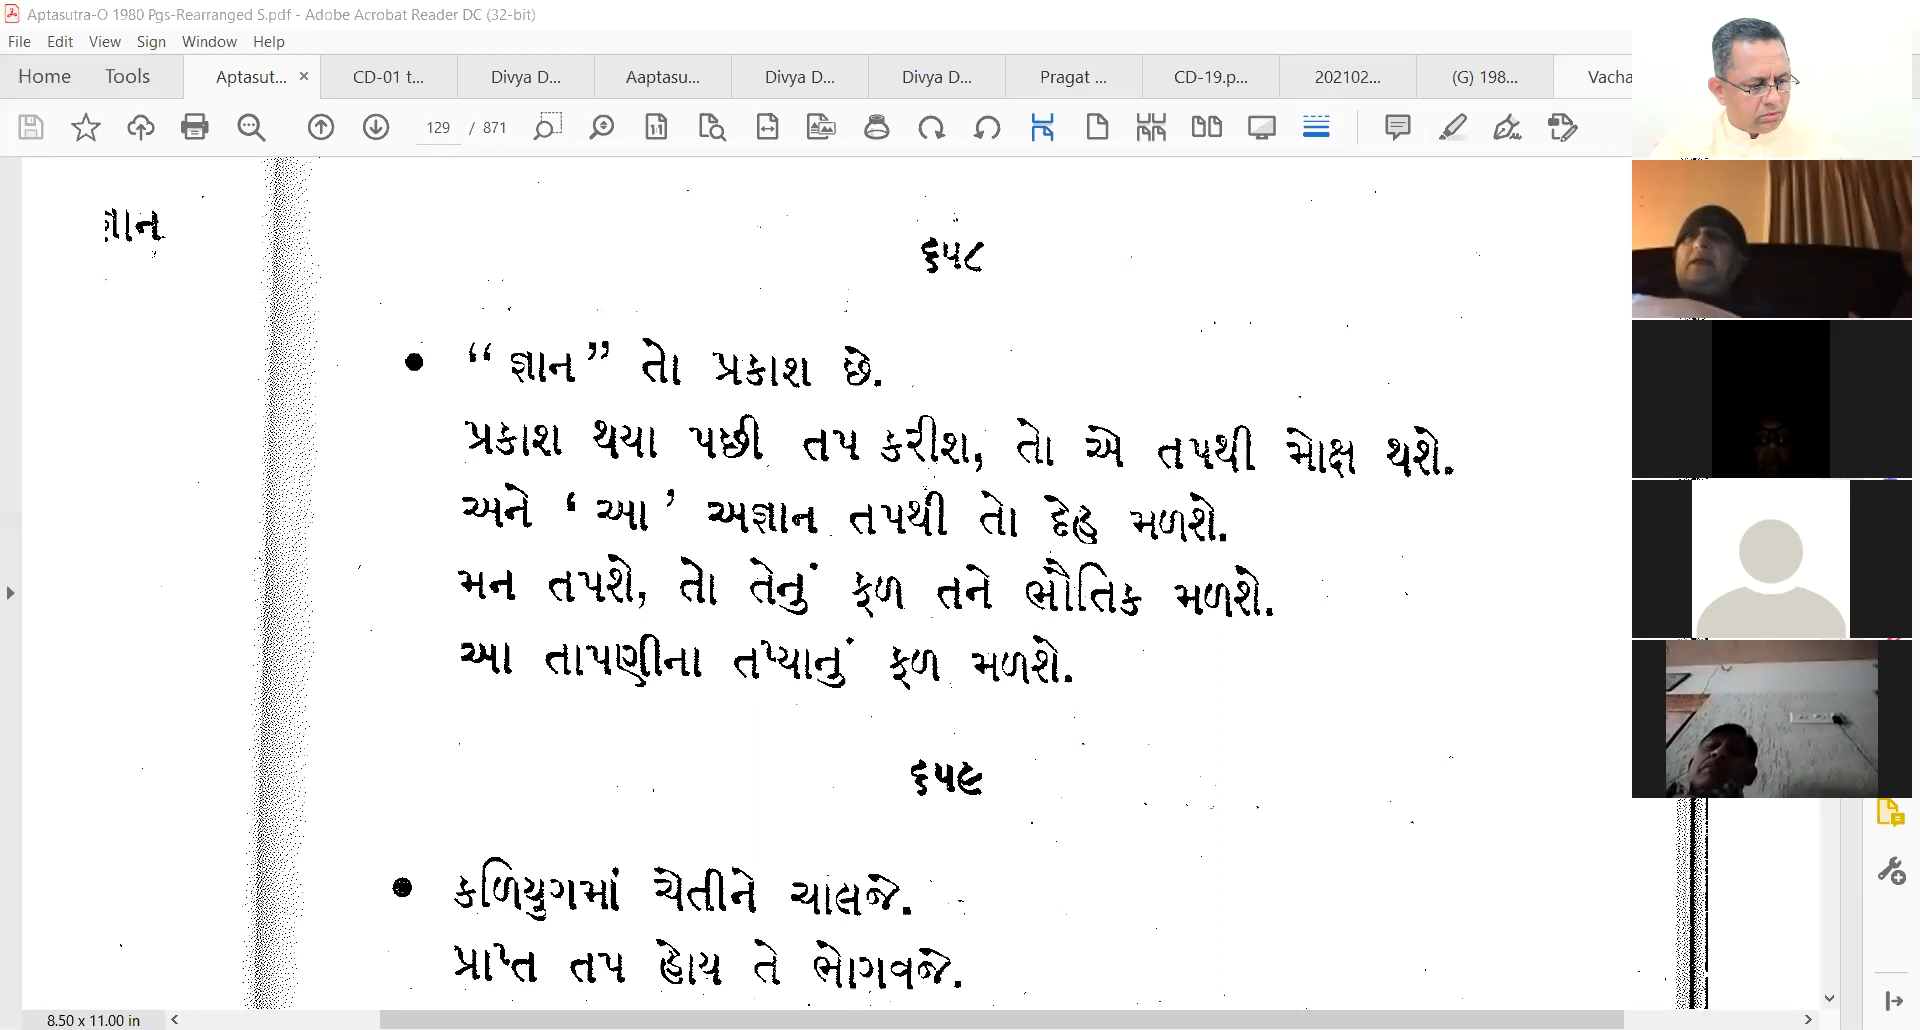 Aptasutra-O 1980 Pgs-Rearranged S.pdf - Adobe Acrobat Reader DC (32-bit)
File Edit View Sign Window Help
Home Tools Aptasut... × CD-01 t... Divya D... Aaptasu... Divya D... Divya D... Pragat ... CD-19.p... 202102... (G) 198... Vacha
129 / 871
૬૫૮
• “જ્ઞાન” તો પ્રકાશ છે.
પ્રકાશ થયા પછી તપ કરીશ, તો એ તપથી મોક્ષ થશે.
અને ‘આ’ અજ્ઞાન તપથી તો દેહ મળશે.
મન તપશે, તો તેનું ફળ તને ભૌતિક મળશે.
આ તાપણીના તપ્યાનું ફળ મળશે.
૬૫૯
• કળિયુગમાં ચેતીને ચાલજે.
પ્રાપ્ત તપ હોય તે ભોગવજે.
8.50 x 11.00 in